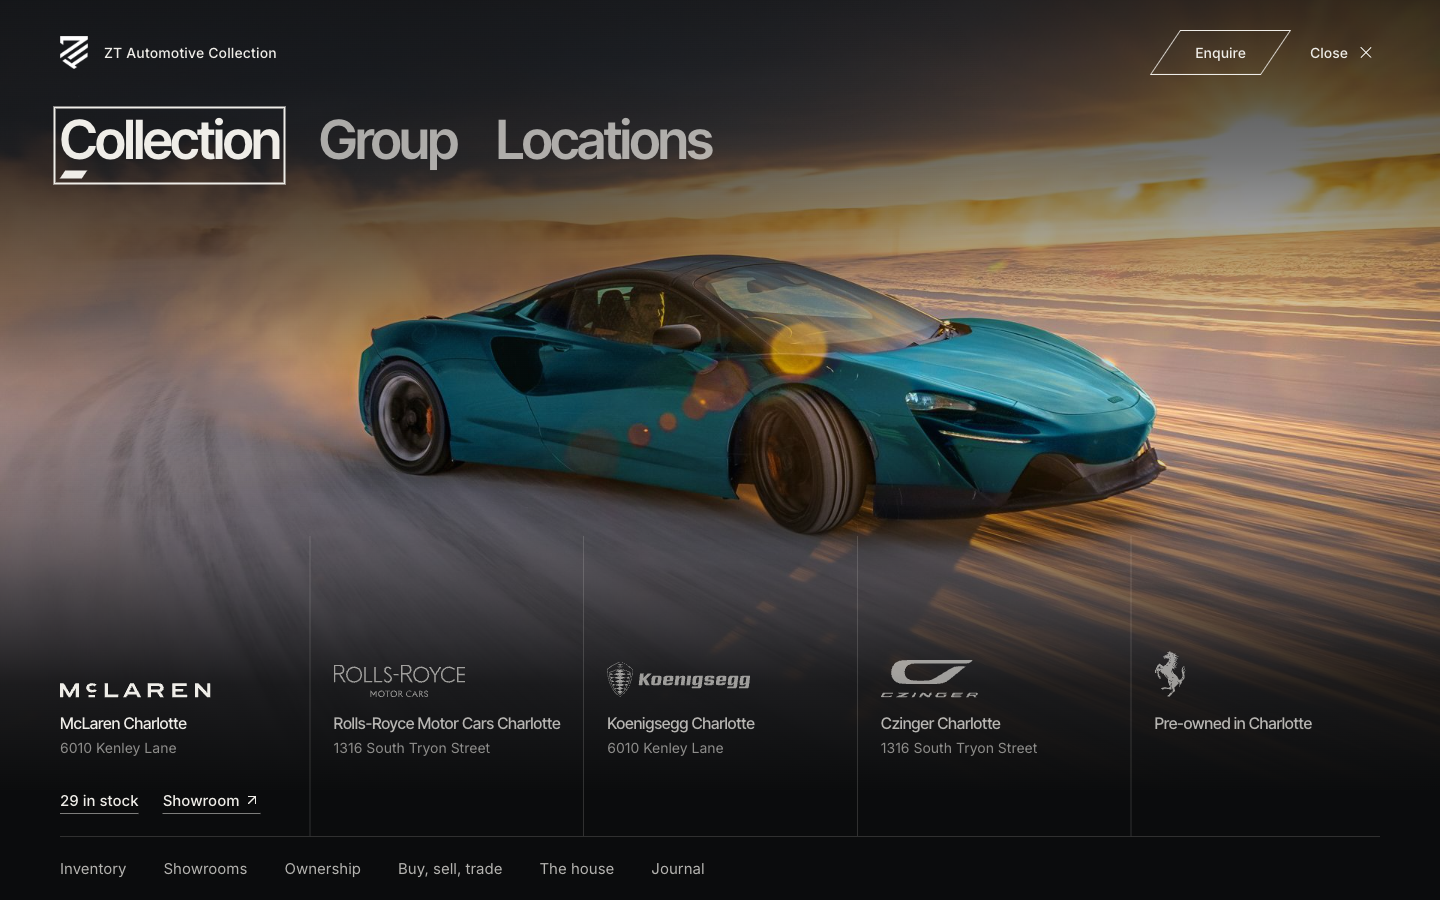 ZT Automotive Collection
Enquire
Close
Collection
Group
Locations
McLAREN
McLaren Charlotte
6010 Kenley Lane
29 in stock
Showroom
ROLLS-ROYCE
MOTOR CARS
Rolls-Royce Motor Cars Charlotte
1316 South Tryon Street
Koenigsegg
Koenigsegg Charlotte
6010 Kenley Lane
CZINGER
Czinger Charlotte
1316 South Tryon Street
Pre-owned in Charlotte
Inventory
Showrooms
Ownership
Buy, sell, trade
The house
Journal